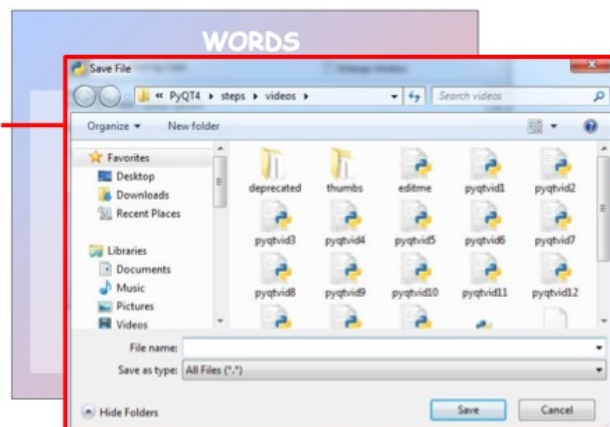 WORDS
Save File
« PyQT4 ▸ steps ▸ videos ▸
Search videos
Organize ▾ New folder
Favorites
Desktop
Downloads
Recent Places
Libraries
Documents
Music
Pictures
Videos
deprecated thumbs editme pyqtvid1 pyqtvid2
pyqtvid3 pyqtvid4 pyqtvid5 pyqtvid6 pyqtvid7
pyqtvid8 pyqtvid9 pyqtvid10 pyqtvid11 pyqtvid12
File name:
Save as type: All Files (*.*)
Hide Folders Save Cancel